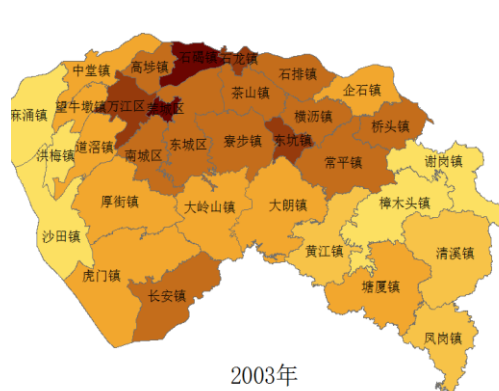 石碣镇
石龙镇
中堂镇
高埗镇
石排镇
企石镇
茶山镇
望牛墩镇
万江区
莞城区
麻涌镇
横沥镇
桥头镇
道滘镇
东城区
寮步镇
东坑镇
洪梅镇
南城区
常平镇
谢岗镇
厚街镇
大岭山镇
大朗镇
樟木头镇
沙田镇
黄江镇
清溪镇
虎门镇
长安镇
塘厦镇
凤岗镇
2003年